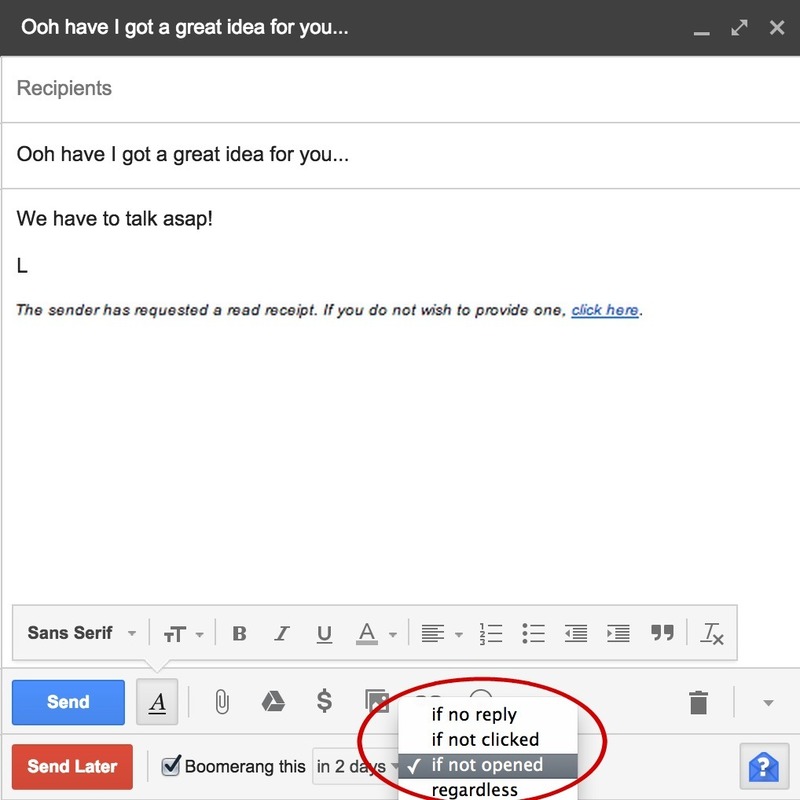 Ooh have I got a great idea for you...
Recipients
Ooh have I got a great idea for you...
We have to talk asap!
L
The sender has requested a read receipt. If you do not wish to provide one, click here.
Sans Serif
Send
if no reply
if not clicked
Send Later
Boomerang this
in 2 days
✓ if not opened
regardless